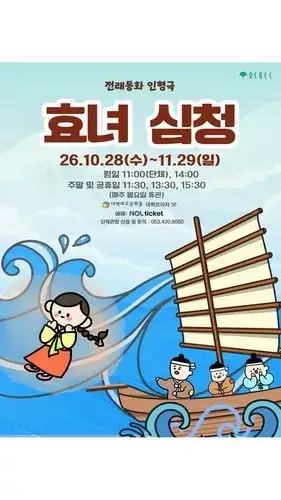 DCBCC
전래동화 인형극
효녀 심청
26.10.28(수)~11.29(일)
평일 11:00(단체), 14:00
주말 및 공휴일 11:30, 13:30, 15:30
(매주 월요일 휴관)
대백프라자 5F
예매: NOLticket
단체관람 신청 및 문의 : 053.420.8050